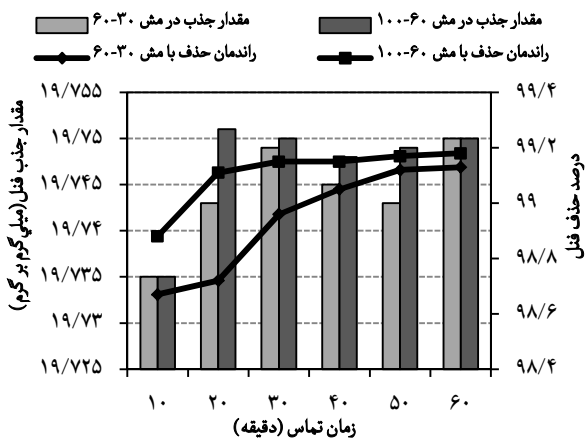 مقدار جذب در مش ۳۰-۶۰
مقدار جذب در مش ۶۰-۱۰۰
راندمان حذف با مش ۳۰-۶۰
راندمان حذف با مش ۶۰-۱۰۰
مقدار جذب فنل(میلی گرم بر گرم)
۱۹/۷۵۵
۱۹/۷۵
۱۹/۷۴۵
۱۹/۷۴
۱۹/۷۳۵
۱۹/۷۳
۱۹/۷۲۵
۹۹/۴
۹۹/۲
۹۹
۹۸/۸
۹۸/۶
۹۸/۴
درصد حذف فنل
۱۰ ۲۰ ۳۰ ۴۰ ۵۰ ۶۰
زمان تماس (دقیقه)